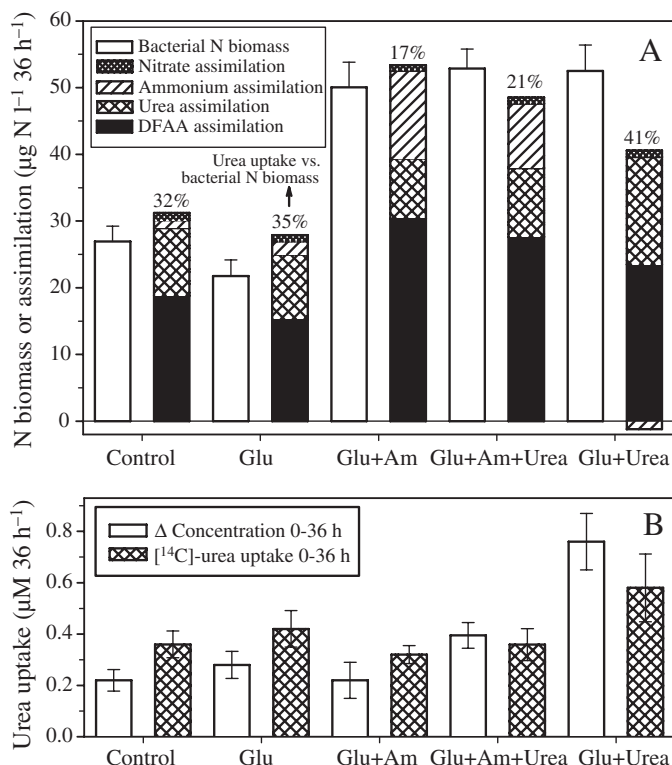 A
N biomass or assimilation (µg N l⁻¹ 36 h⁻¹)
60
50
40
30
20
10
0
Bacterial N biomass
Nitrate assimilation
Ammonium assimilation
Urea assimilation
DFAA assimilation
Urea uptake vs.
bacterial N biomass
32%
35%
17%
21%
41%
Control
Glu
Glu+Am
Glu+Am+Urea
Glu+Urea
B
Urea uptake (µM 36 h⁻¹)
0.8
0.6
0.4
0.2
0.0
Δ Concentration 0-36 h
[¹⁴C]-urea uptake 0-36 h
Control
Glu
Glu+Am
Glu+Am+Urea
Glu+Urea